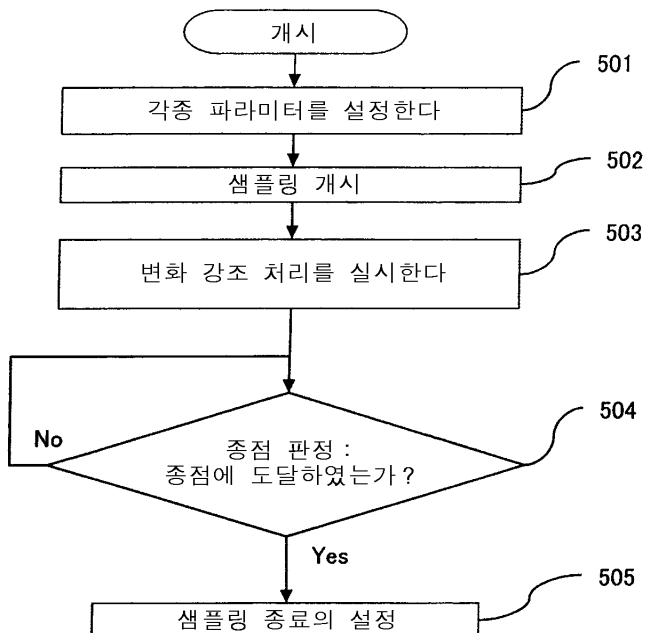 개시
각종 파라미터를 설정한다
501
샘플링 개시
502
변화 강조 처리를 실시한다
503
종점 판정 :
종점에 도달하였는가?
504
No
Yes
샘플링 종료의 설정
505